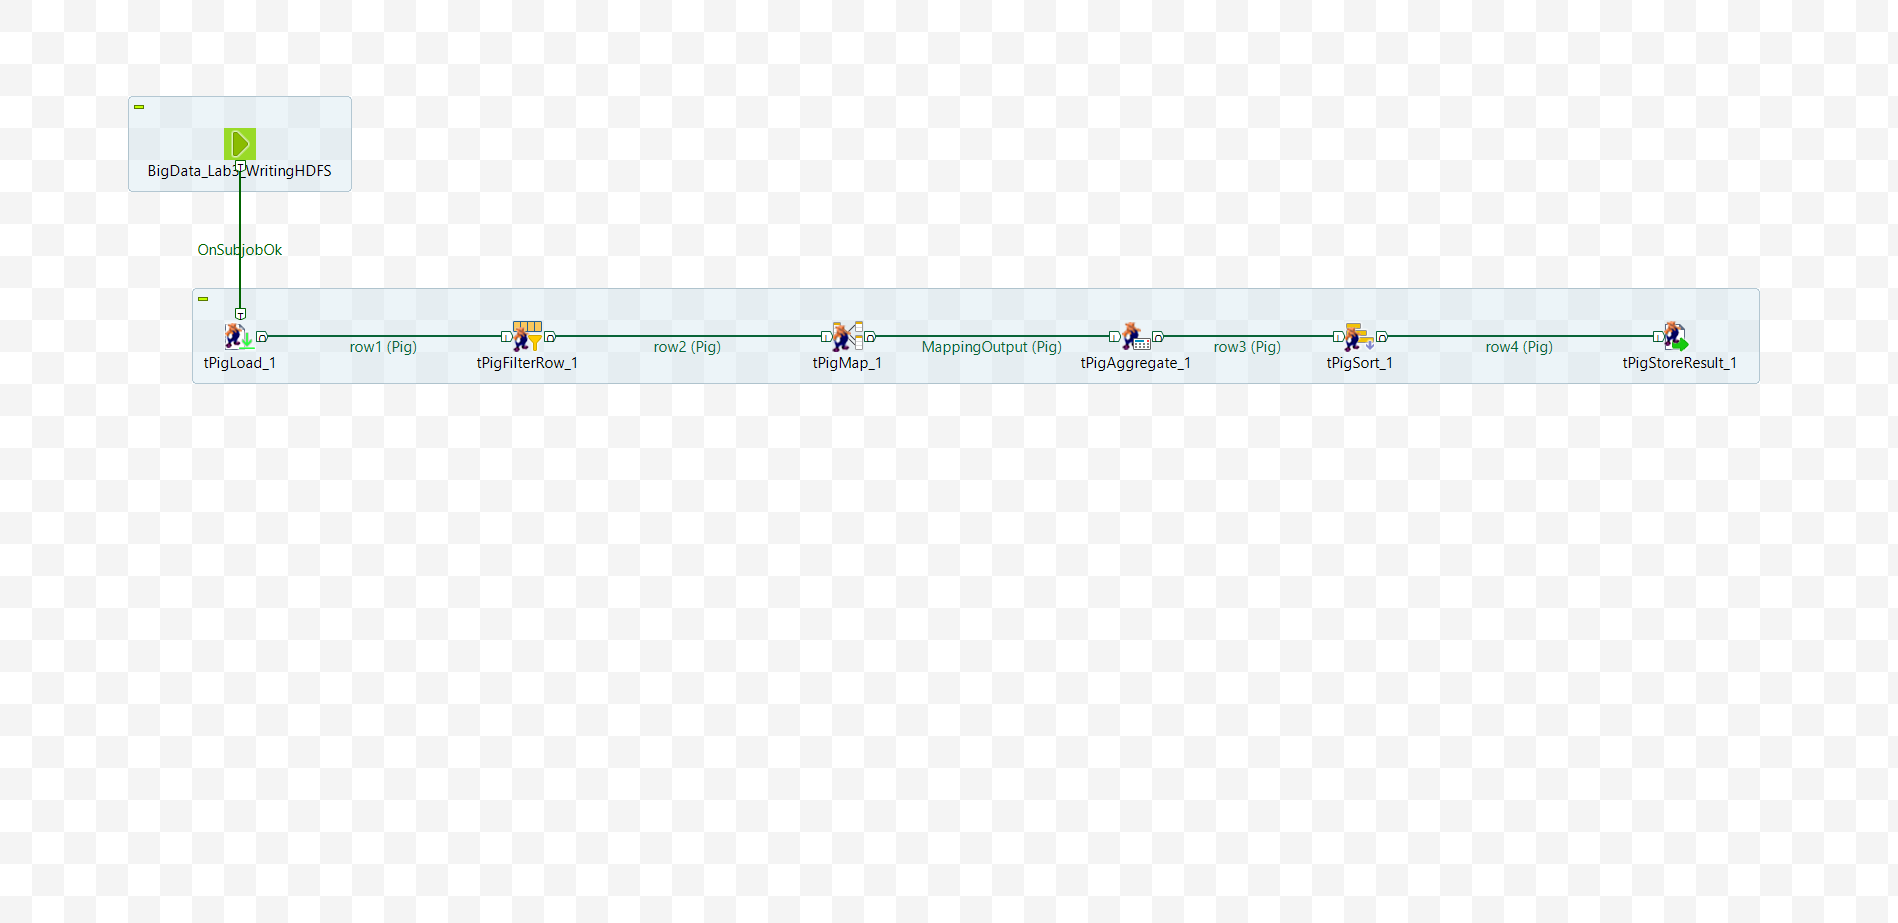 BigData_Lab3_WritingHDFS
OnSubjobOk
row1 (Pig)
row2 (Pig)
MappingOutput (Pig)
row3 (Pig)
row4 (Pig)
tPigLoad_1
tPigFilterRow_1
tPigMap_1
tPigAggregate_1
tPigSort_1
tPigStoreResult_1